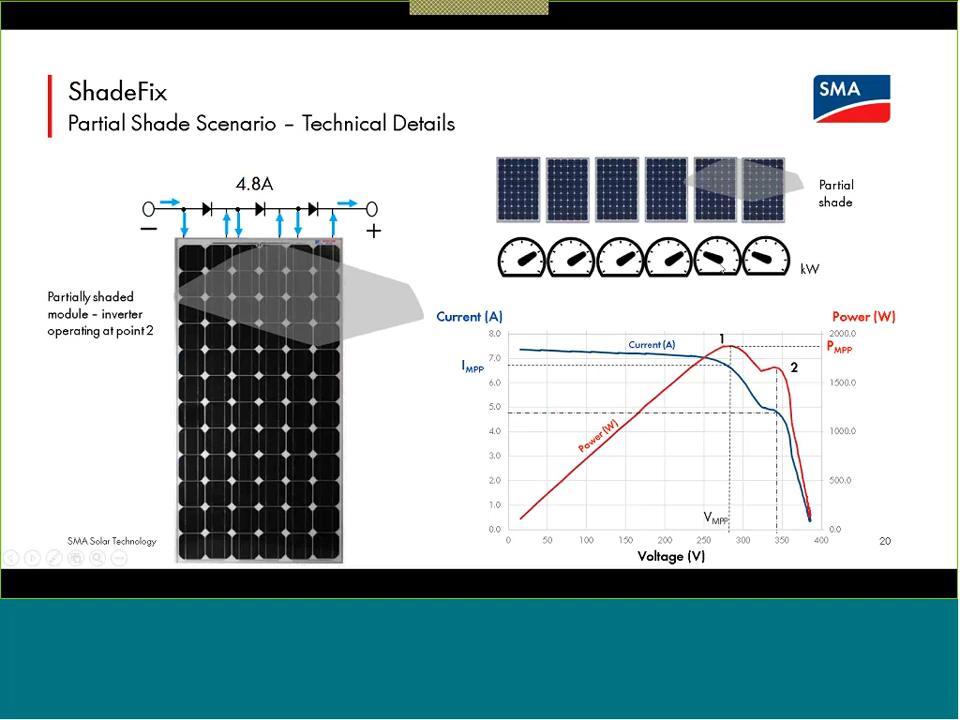 ShadeFix
Partial Shade Scenario – Technical Details
SMA
4.8A
−
+
Partially shaded
module – inverter
operating at point 2
Partial
shade
kW
Current (A)
Power (W)
8.0
7.0
6.0
5.0
4.0
3.0
2.0
1.0
0.0
IMPP
Current (A)
Power (W)
1
2
2000.0
PMPP
1500.0
1000.0
500.0
0.0
VMPP
0 50 100 150 200 250 300 350 400
Voltage (V)
SMA Solar Technology
20